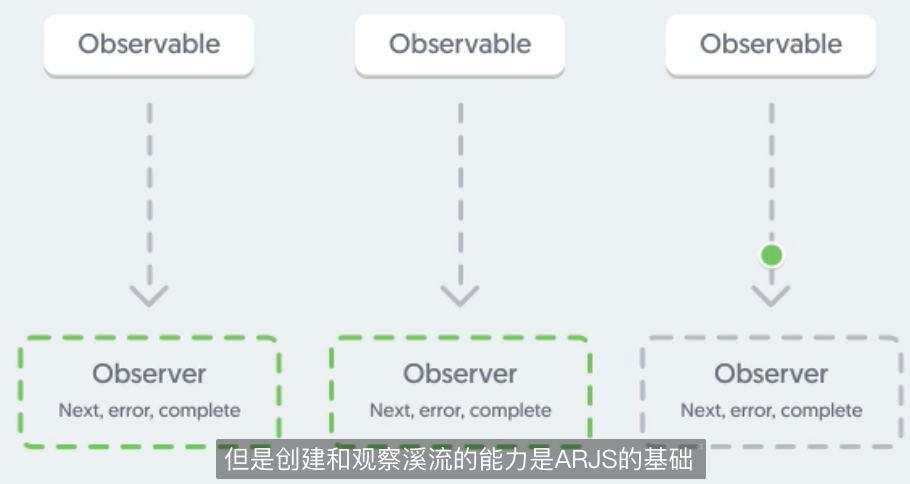 Observable Observable Observable
Observer Observer Observer
Next, error, complete Next, error, complete Next, error, complete
但是创建和观察溪流的能力是ARJS的基础